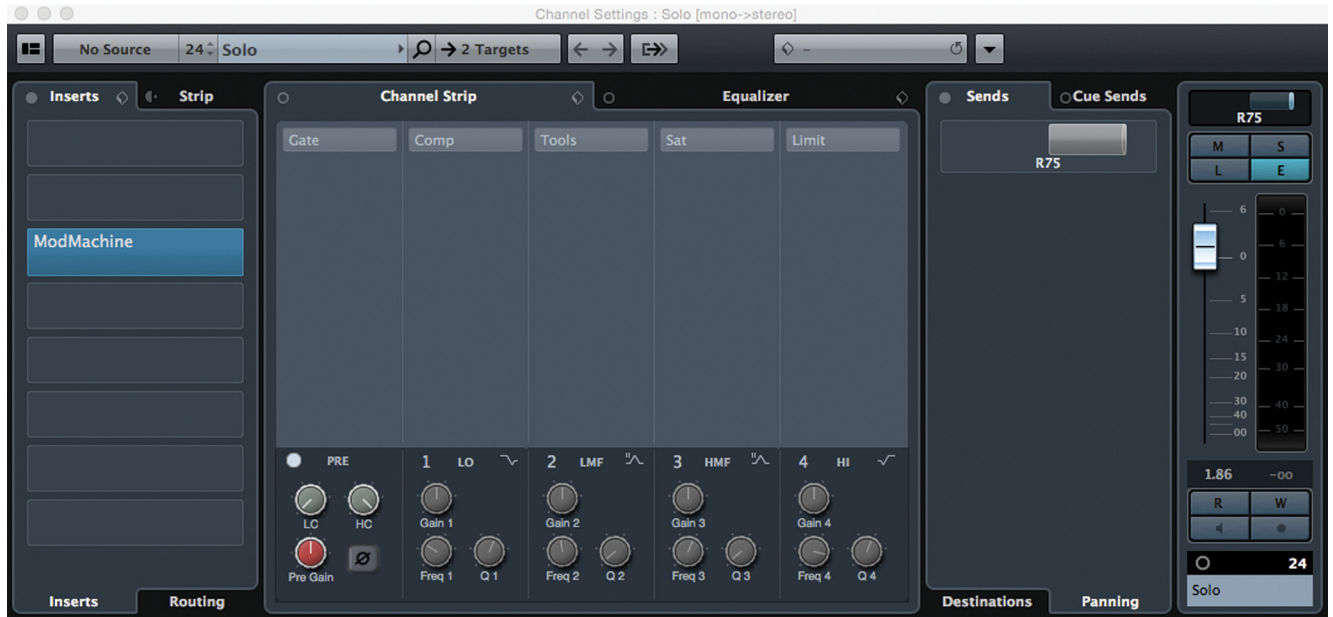 Channel Settings : Solo [mono->stereo]
No Source 24 Solo 2 Targets -
Inserts Strip Channel Strip Equalizer Sends Cue Sends
R75
Gate Comp Tools Sat Limit
M S
R75
L E
ModMachine
6 0
0 6
12
5 18
10 24
15 30
20
30 40
40
00 50
PRE 1 LO 2 LMF 3 HMF 4 HI
1.86 -oo
LC HC Gain 1 Gain 2 Gain 3 Gain 4
R W
Pre Gain Ø Freq 1 Q 1 Freq 2 Q 2 Freq 3 Q 3 Freq 4 Q 4
24
Solo
Inserts Routing Destinations Panning